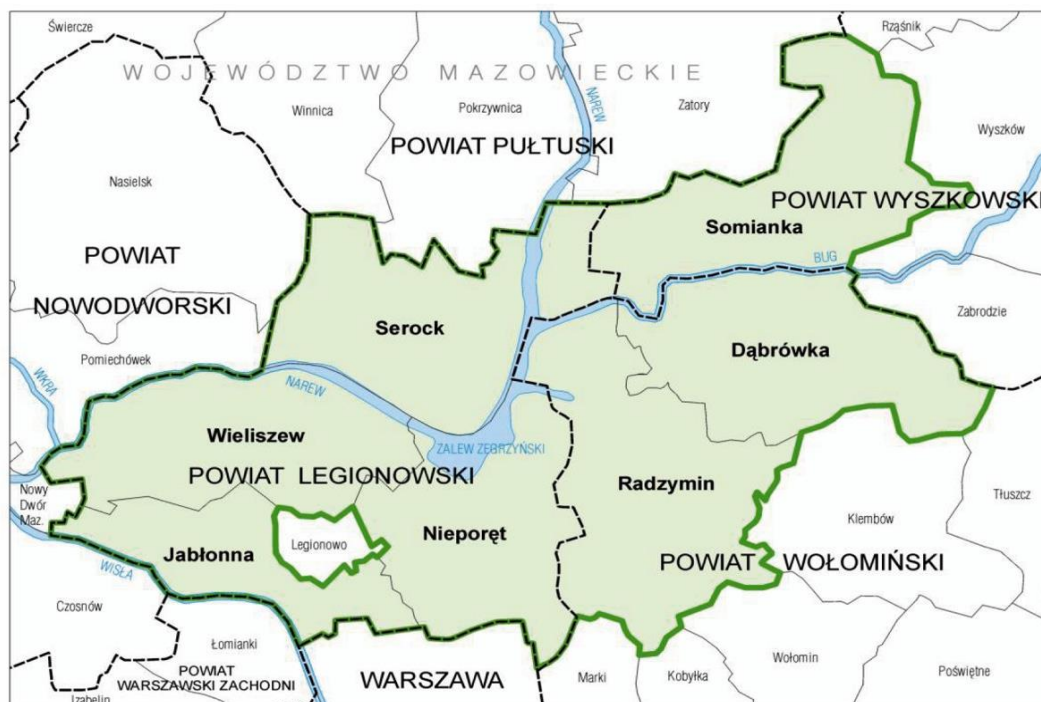 Świercze
Rząśnik
WOJEWÓDZTWO MAZOWIECKIE
Winnica
Pokrzywnica
NAREW
Zatory
Wyszków
POWIAT PUŁTUSKI
Nasielsk
POWIAT WYSZKOWSKI
Somianka
POWIAT
NOWODWORSKI
BUG
Zabrodzie
Serock
Dąbrówka
Pomiechówek
WKRA
NAREW
Wieliszew
ZALEW ZEGRZYŃSKI
POWIAT LEGIONOWSKI
Radzymin
Nowy
Dwór
Maz.
Tłuszcz
Klembów
Nieporęt
Legionowo
Jabłonna
POWIAT WOŁOMIŃSKI
WISŁA
Czosnów
Łomianki
POWIAT
WARSZAWSKI ZACHODNI
Izabelin
WARSZAWA
Marki
Kobyłka
Wołomin
Poświętne